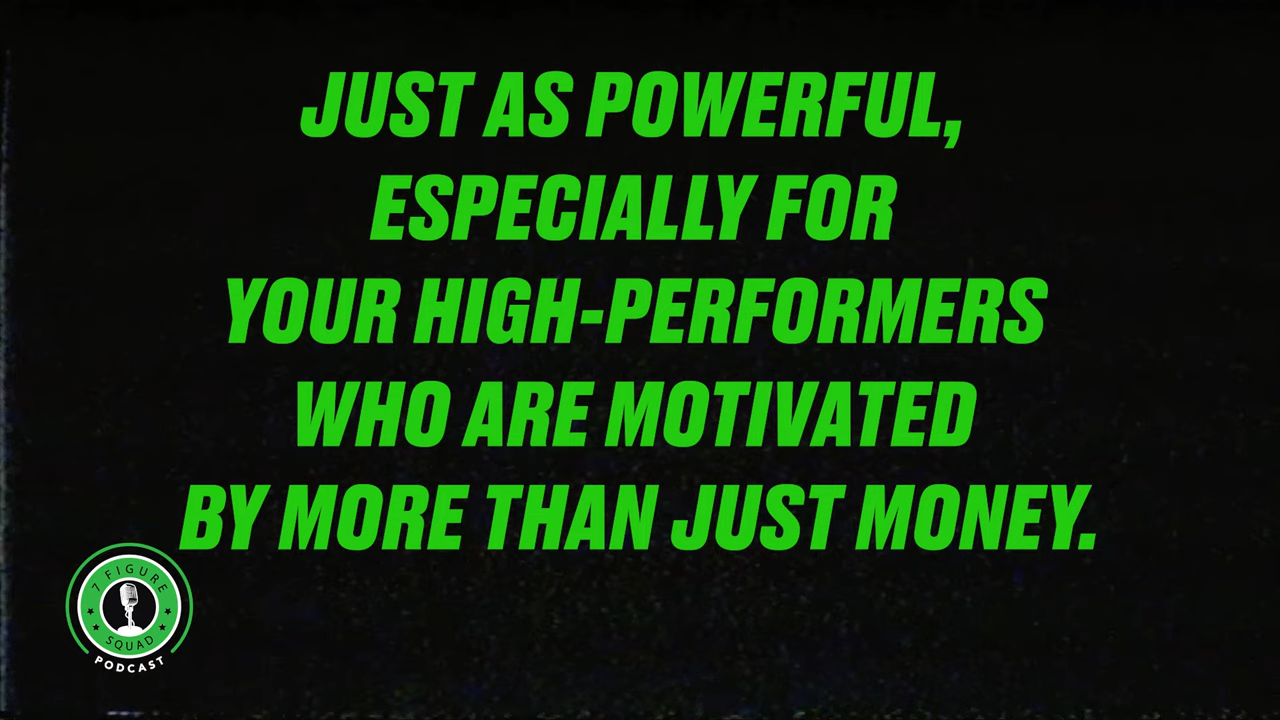 JUST AS POWERFUL,
ESPECIALLY FOR
YOUR HIGH-PERFORMERS
WHO ARE MOTIVATED
BY MORE THAN JUST MONEY.
7 FIGURE
SQUAD
PODCAST